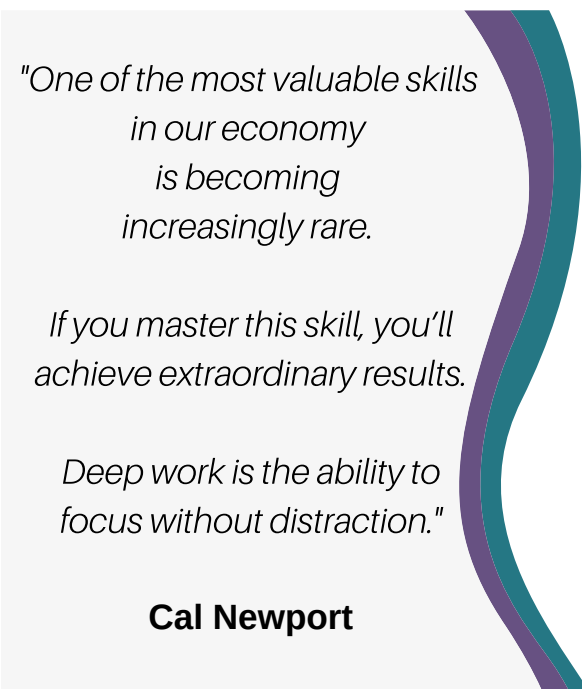 "One of the most valuable skills
in our economy
is becoming
increasingly rare.
If you master this skill, you’ll
achieve extraordinary results.
Deep work is the ability to
focus without distraction."
Cal Newport